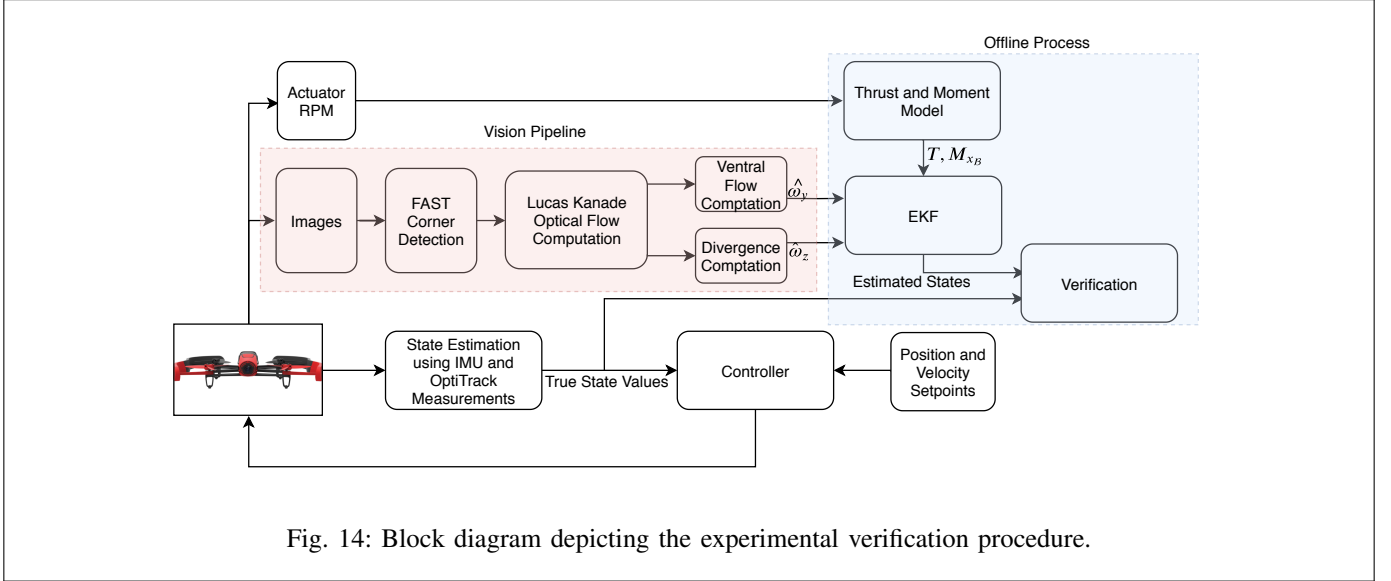 Offline Process
Actuator
RPM
Thrust and Moment
Model
Vision Pipeline
T, M_{x_B}
Images
FAST
Corner
Detection
Lucas Kanade
Optical Flow
Computation
Ventral
Flow
Comptation
\hat{ω}_y
Divergence
Comptation
\hat{ω}_z
EKF
Estimated States
Verification
State Estimation
using IMU and
OptiTrack
Measurements
True State Values
Controller
Position and
Velocity
Setpoints
Fig. 14: Block diagram depicting the experimental verification procedure.